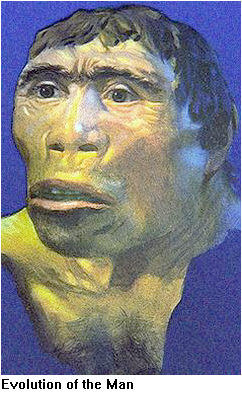 Evolution of the Man